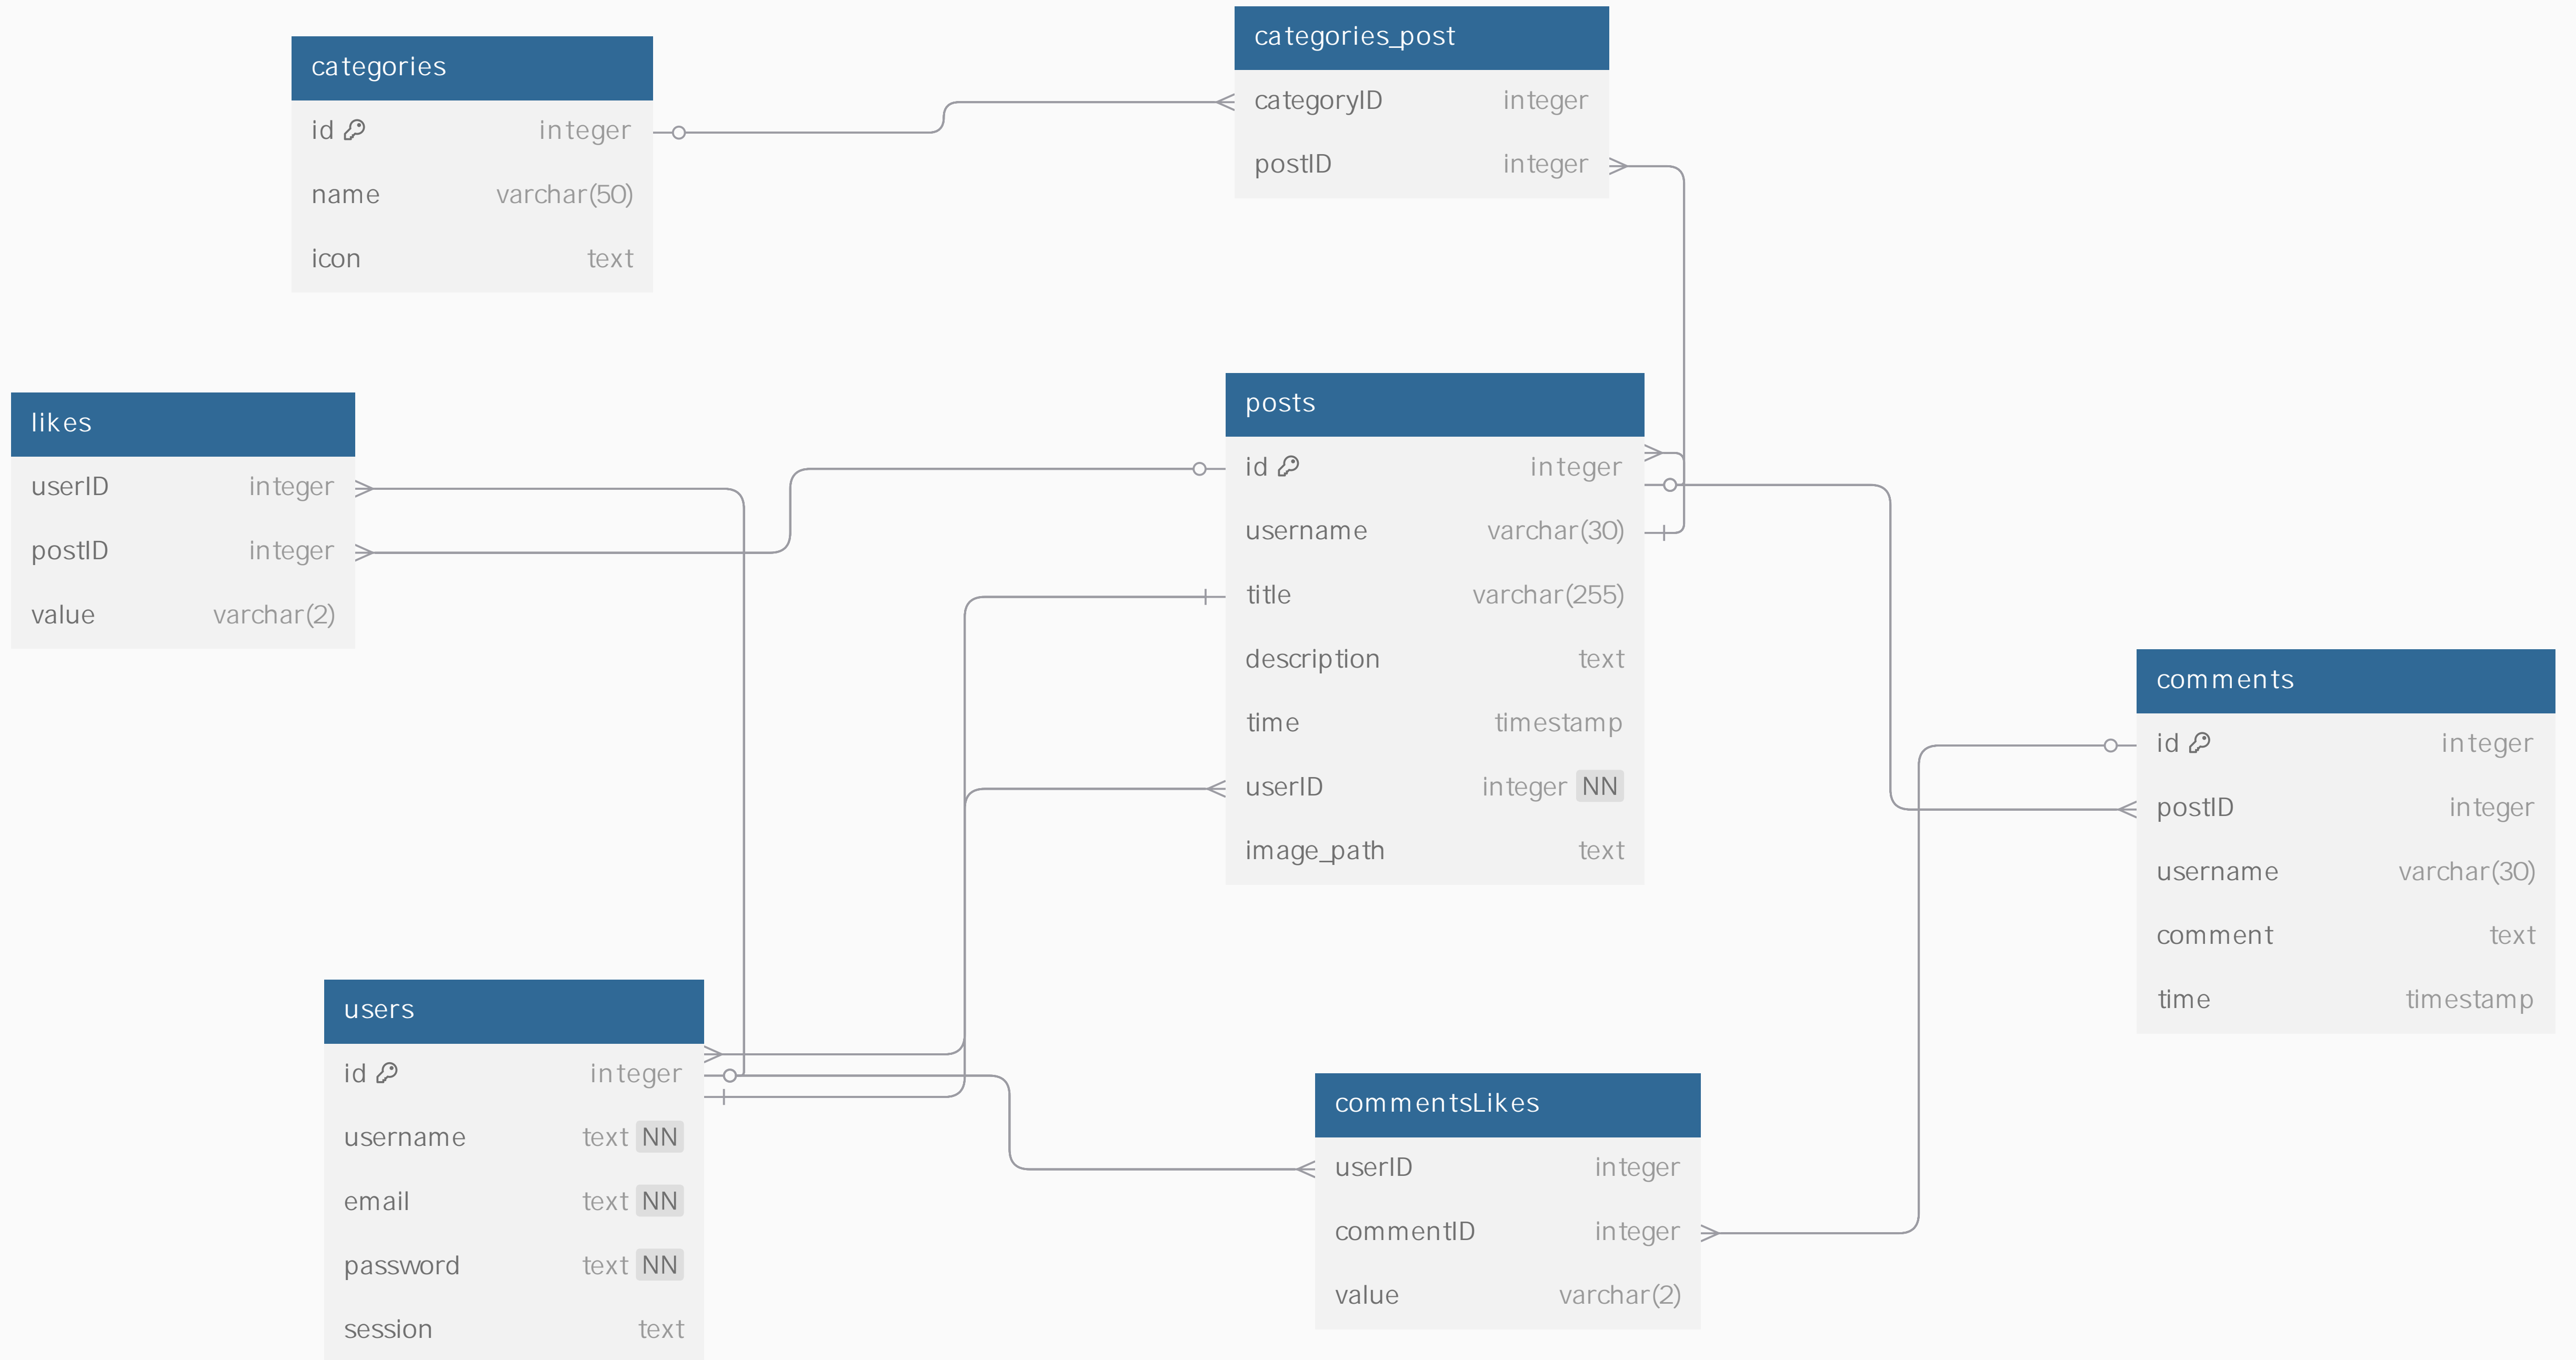 categories
id integer
name varchar(50)
icon text
categories_post
categoryID integer
postID integer
likes
userID integer
postID integer
value varchar(2)
posts
id integer
username varchar(30)
title varchar(255)
description text
time timestamp
userID integer NN
image_path text
comments
id integer
postID integer
username varchar(30)
comment text
time timestamp
users
id integer
username text NN
email text NN
password text NN
session text
commentsLikes
userID integer
commentID integer
value varchar(2)